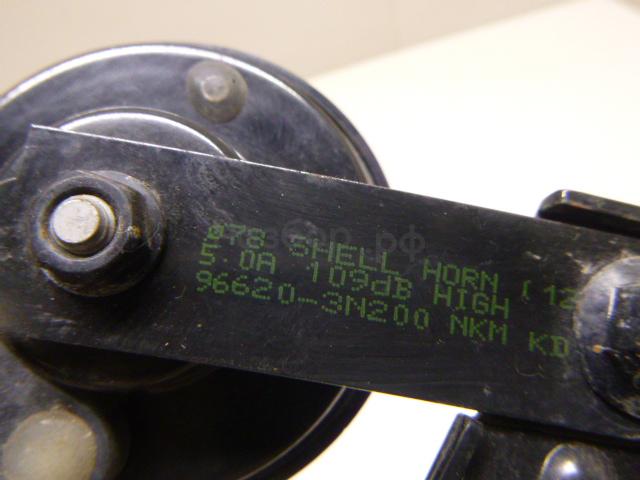 ø78 SHELL HORN (12
5.0A 109dB HIGH
96620-3N200 NKM KD